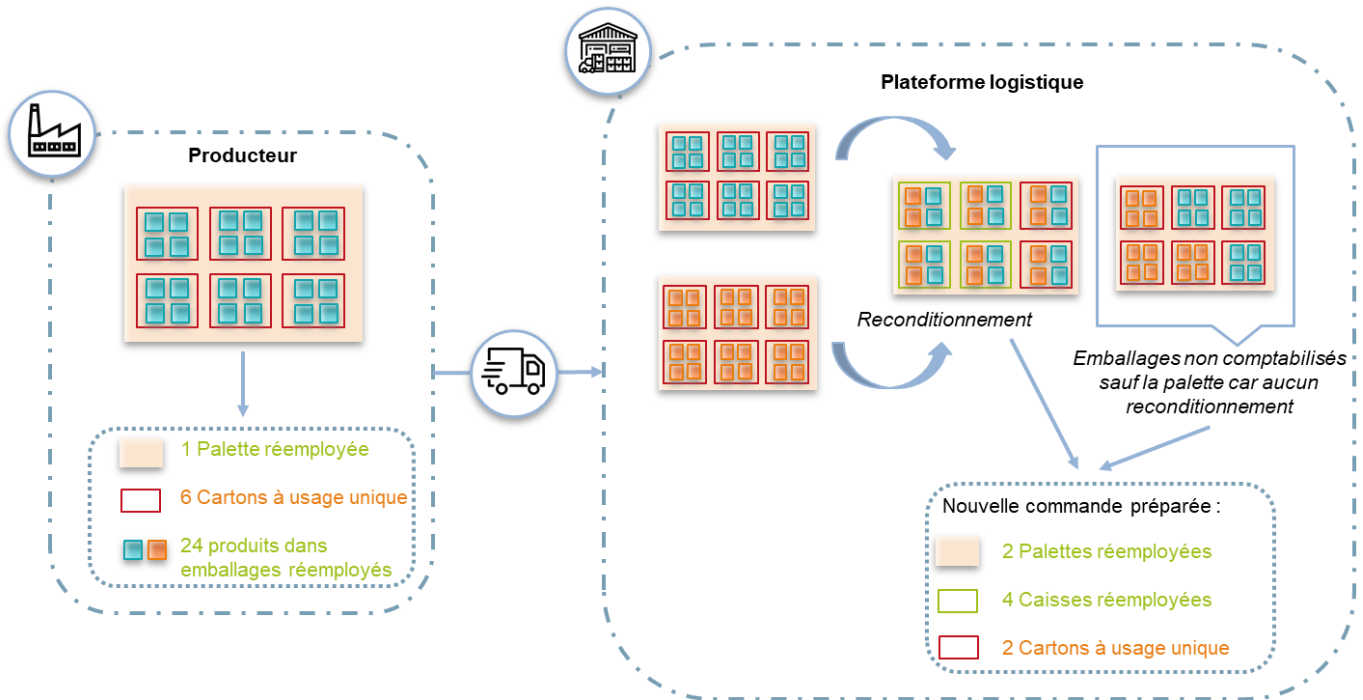 Producteur
1 Palette réemployée
6 Cartons à usage unique
24 produits dans
emballages réemployés
Plateforme logistique
Reconditionnement
Emballages non comptabilisés
sauf la palette car aucun
reconditionnement
Nouvelle commande préparée :
2 Palettes réemployées
4 Caisses réemployées
2 Cartons à usage unique